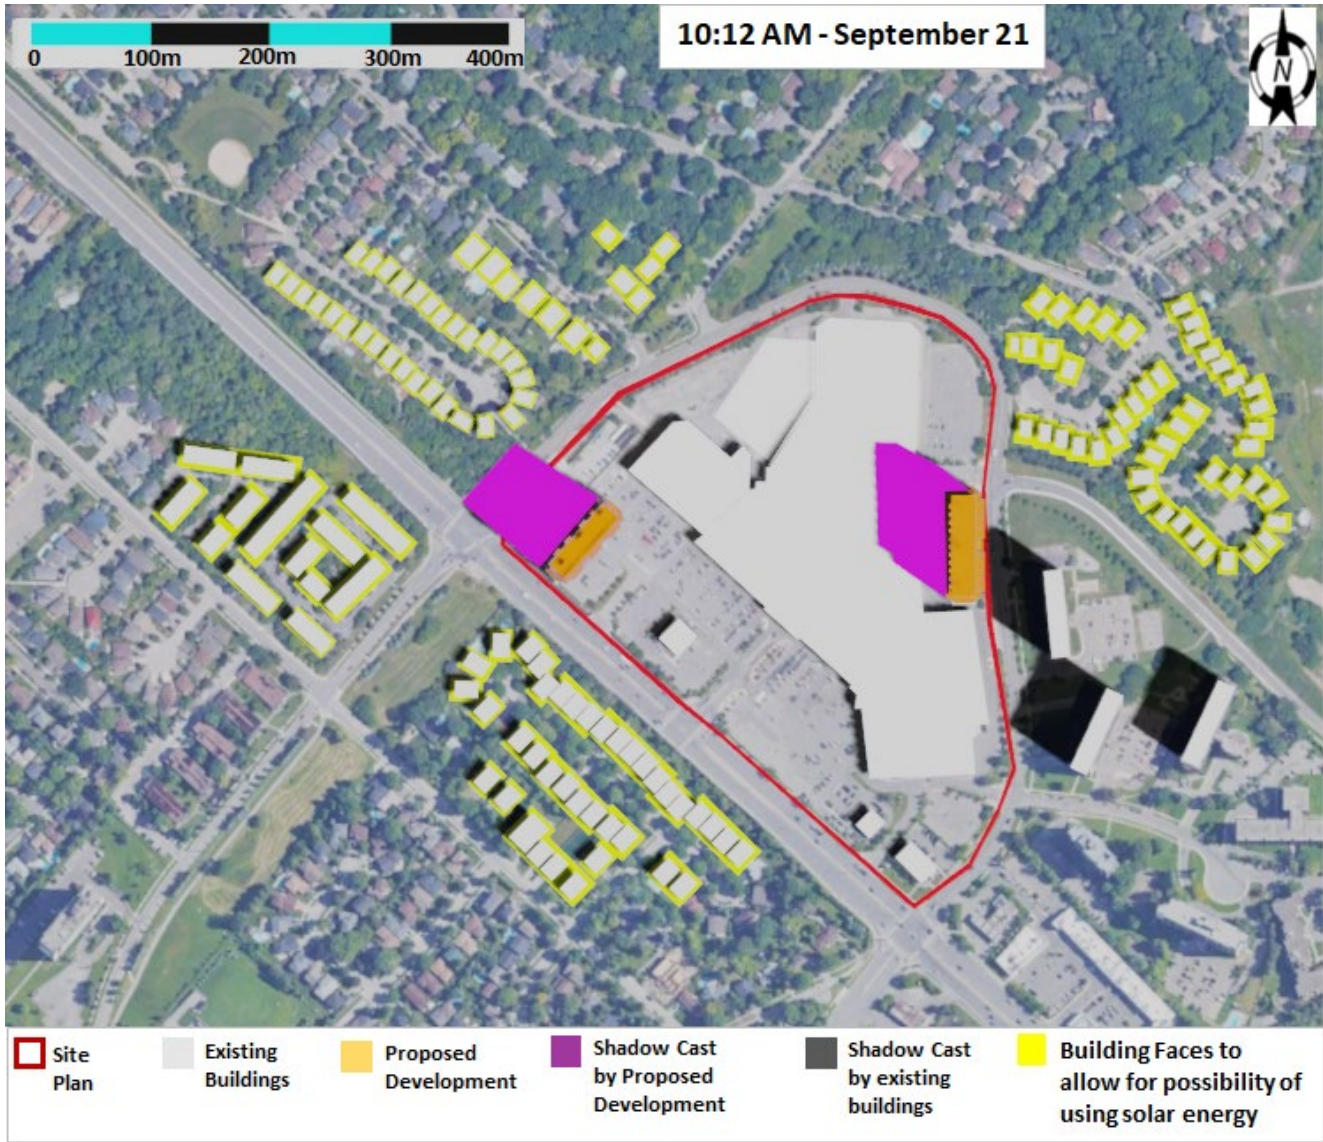 10:12 AM - September 21
0 100m 200m 300m 400m
N
Site
Plan
Existing
Buildings
Proposed
Development
Shadow Cast
by Proposed
Development
Shadow Cast
by existing
buildings
Building Faces to
allow for possibility of
using solar energy